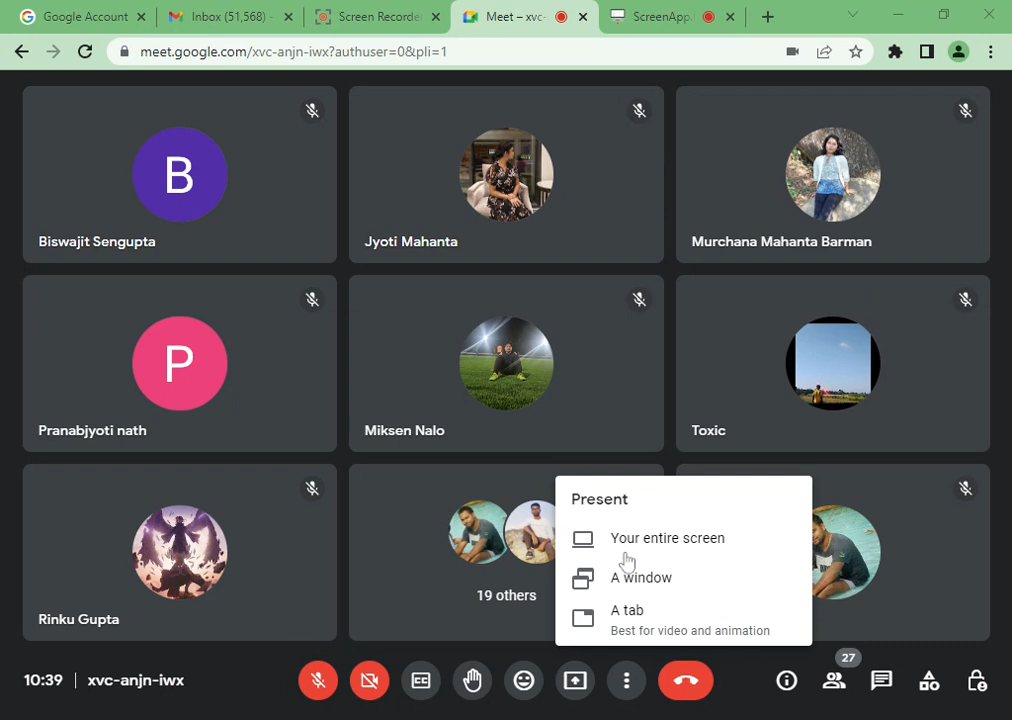 Google Account
Inbox (51,568) -
Screen Recorde
Meet – xvc-
ScreenApp.
meet.google.com/xvc-anjn-iwx?authuser=0&pli=1
B
Biswajit Sengupta
Jyoti Mahanta
Murchana Mahanta Barman
P
Pranabjyoti nath
Miksen Nalo
Toxic
Rinku Gupta
19 others
Present
Your entire screen
A window
A tab
Best for video and animation
10:39 | xvc-anjn-iwx
27